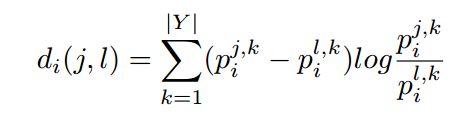 $d_i(j, l) = \sum_{k=1}^{|Y|} (p_i^{j,k} - p_i^{l,k}) log \frac{p_i^{j,k}}{p_i^{l,k}}$